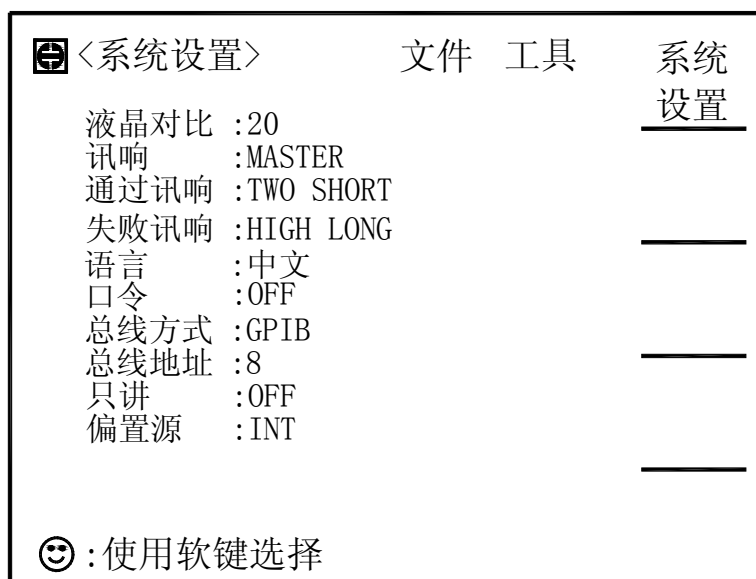 <系统设置> 文件 工具 系统
设置
液晶对比 :20
讯响 :MASTER
通过讯响 :TWO SHORT
失败讯响 :HIGH LONG
语言 :中文
口令 :OFF
总线方式 :GPIB
总线地址 :8
只讲 :OFF
偏置源 :INT
:使用软键选择